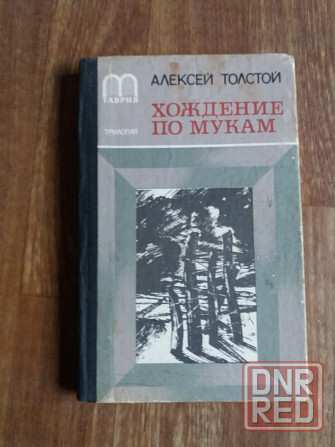 ТАВРИЯ
ТРИЛОГИЯ
АЛЕКСЕЙ ТОЛСТОЙ
ХОЖДЕНИЕ
ПО МУКАМ
DNR
RED